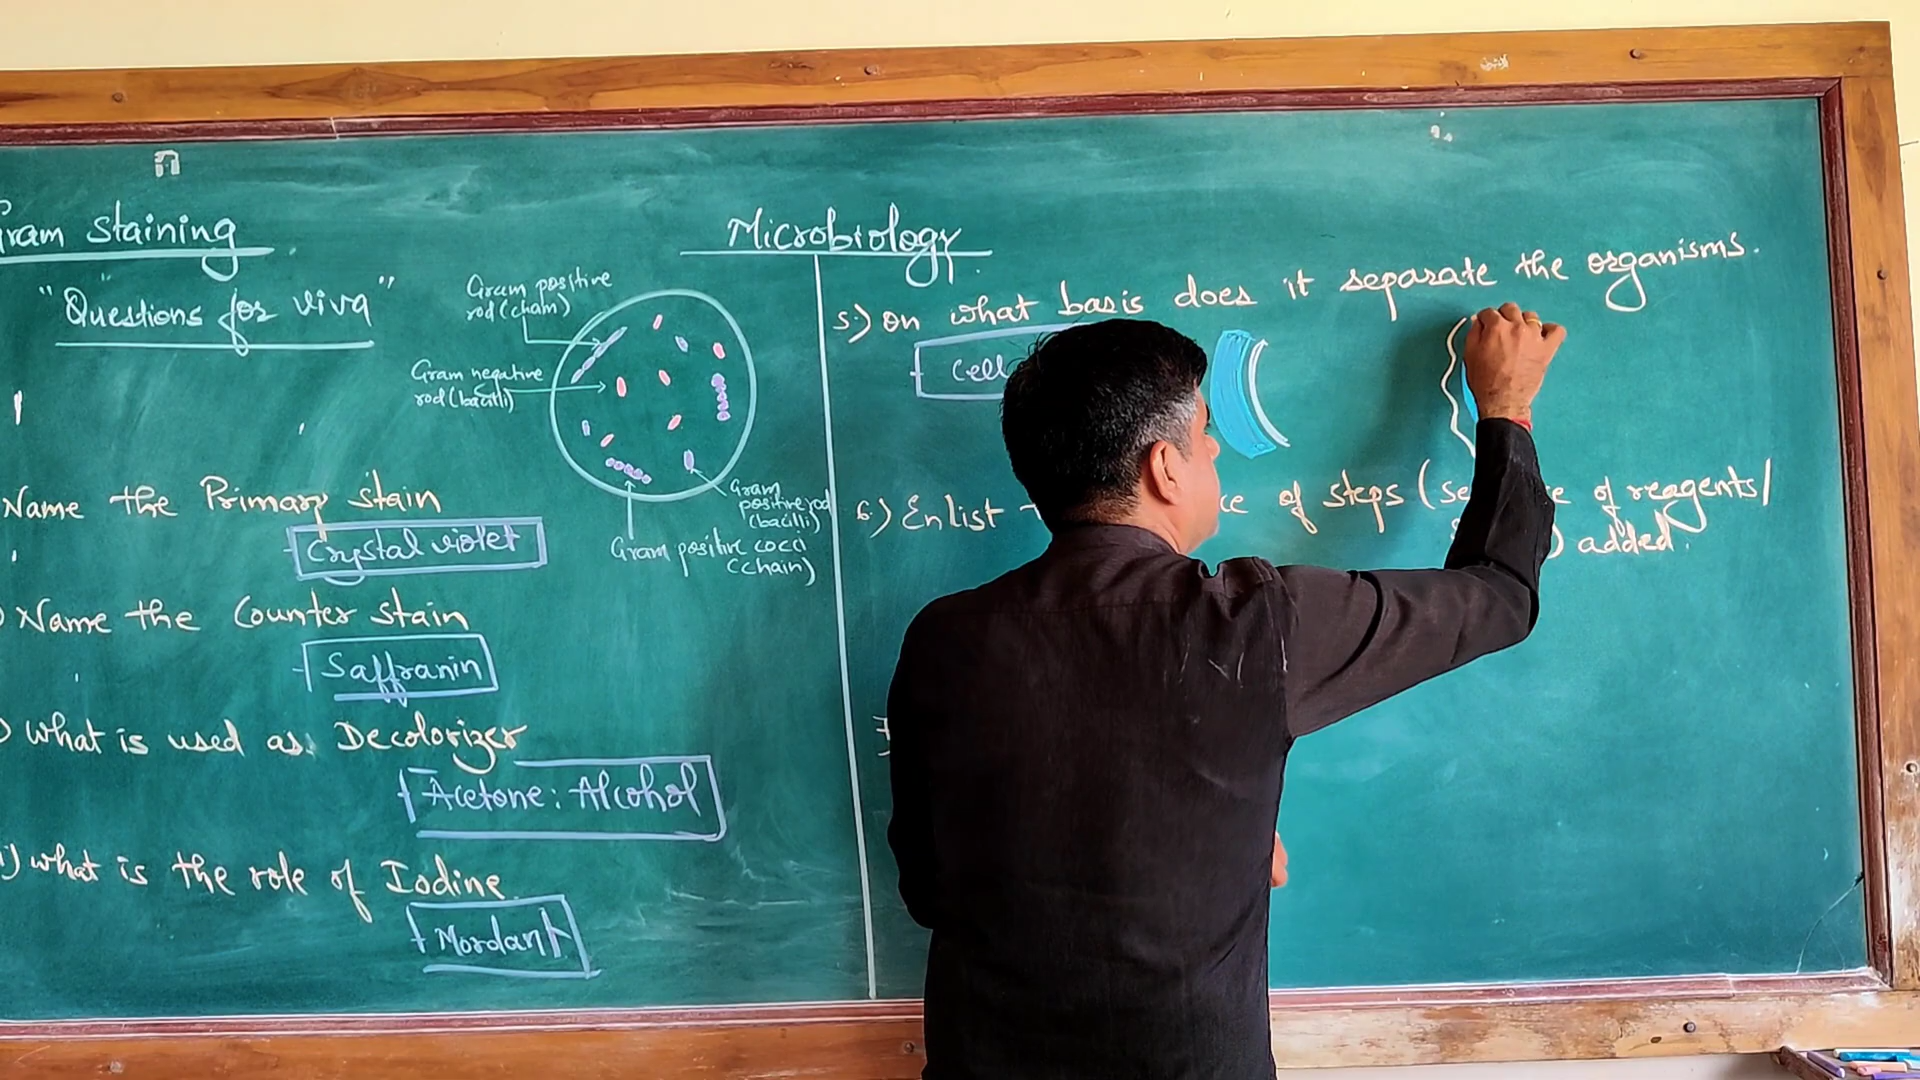 ram Staining
Microbiology
"Questions for viva"
Gram positive
rod (chain)
Gram negative
rod (bacilli)
Gram
positive rod
(bacilli)
Gram positive cocci
(chain)
Name the Primary stain
Crystal violet
Name the Counter stain
Saffranin
What is used as Decolorizer
Acetone: Alcohol
what is the role of Iodine
Mordant
5) On what basis does it separate the organisms.
Cell
6) Enlist
of steps (
of reagents/
) added.